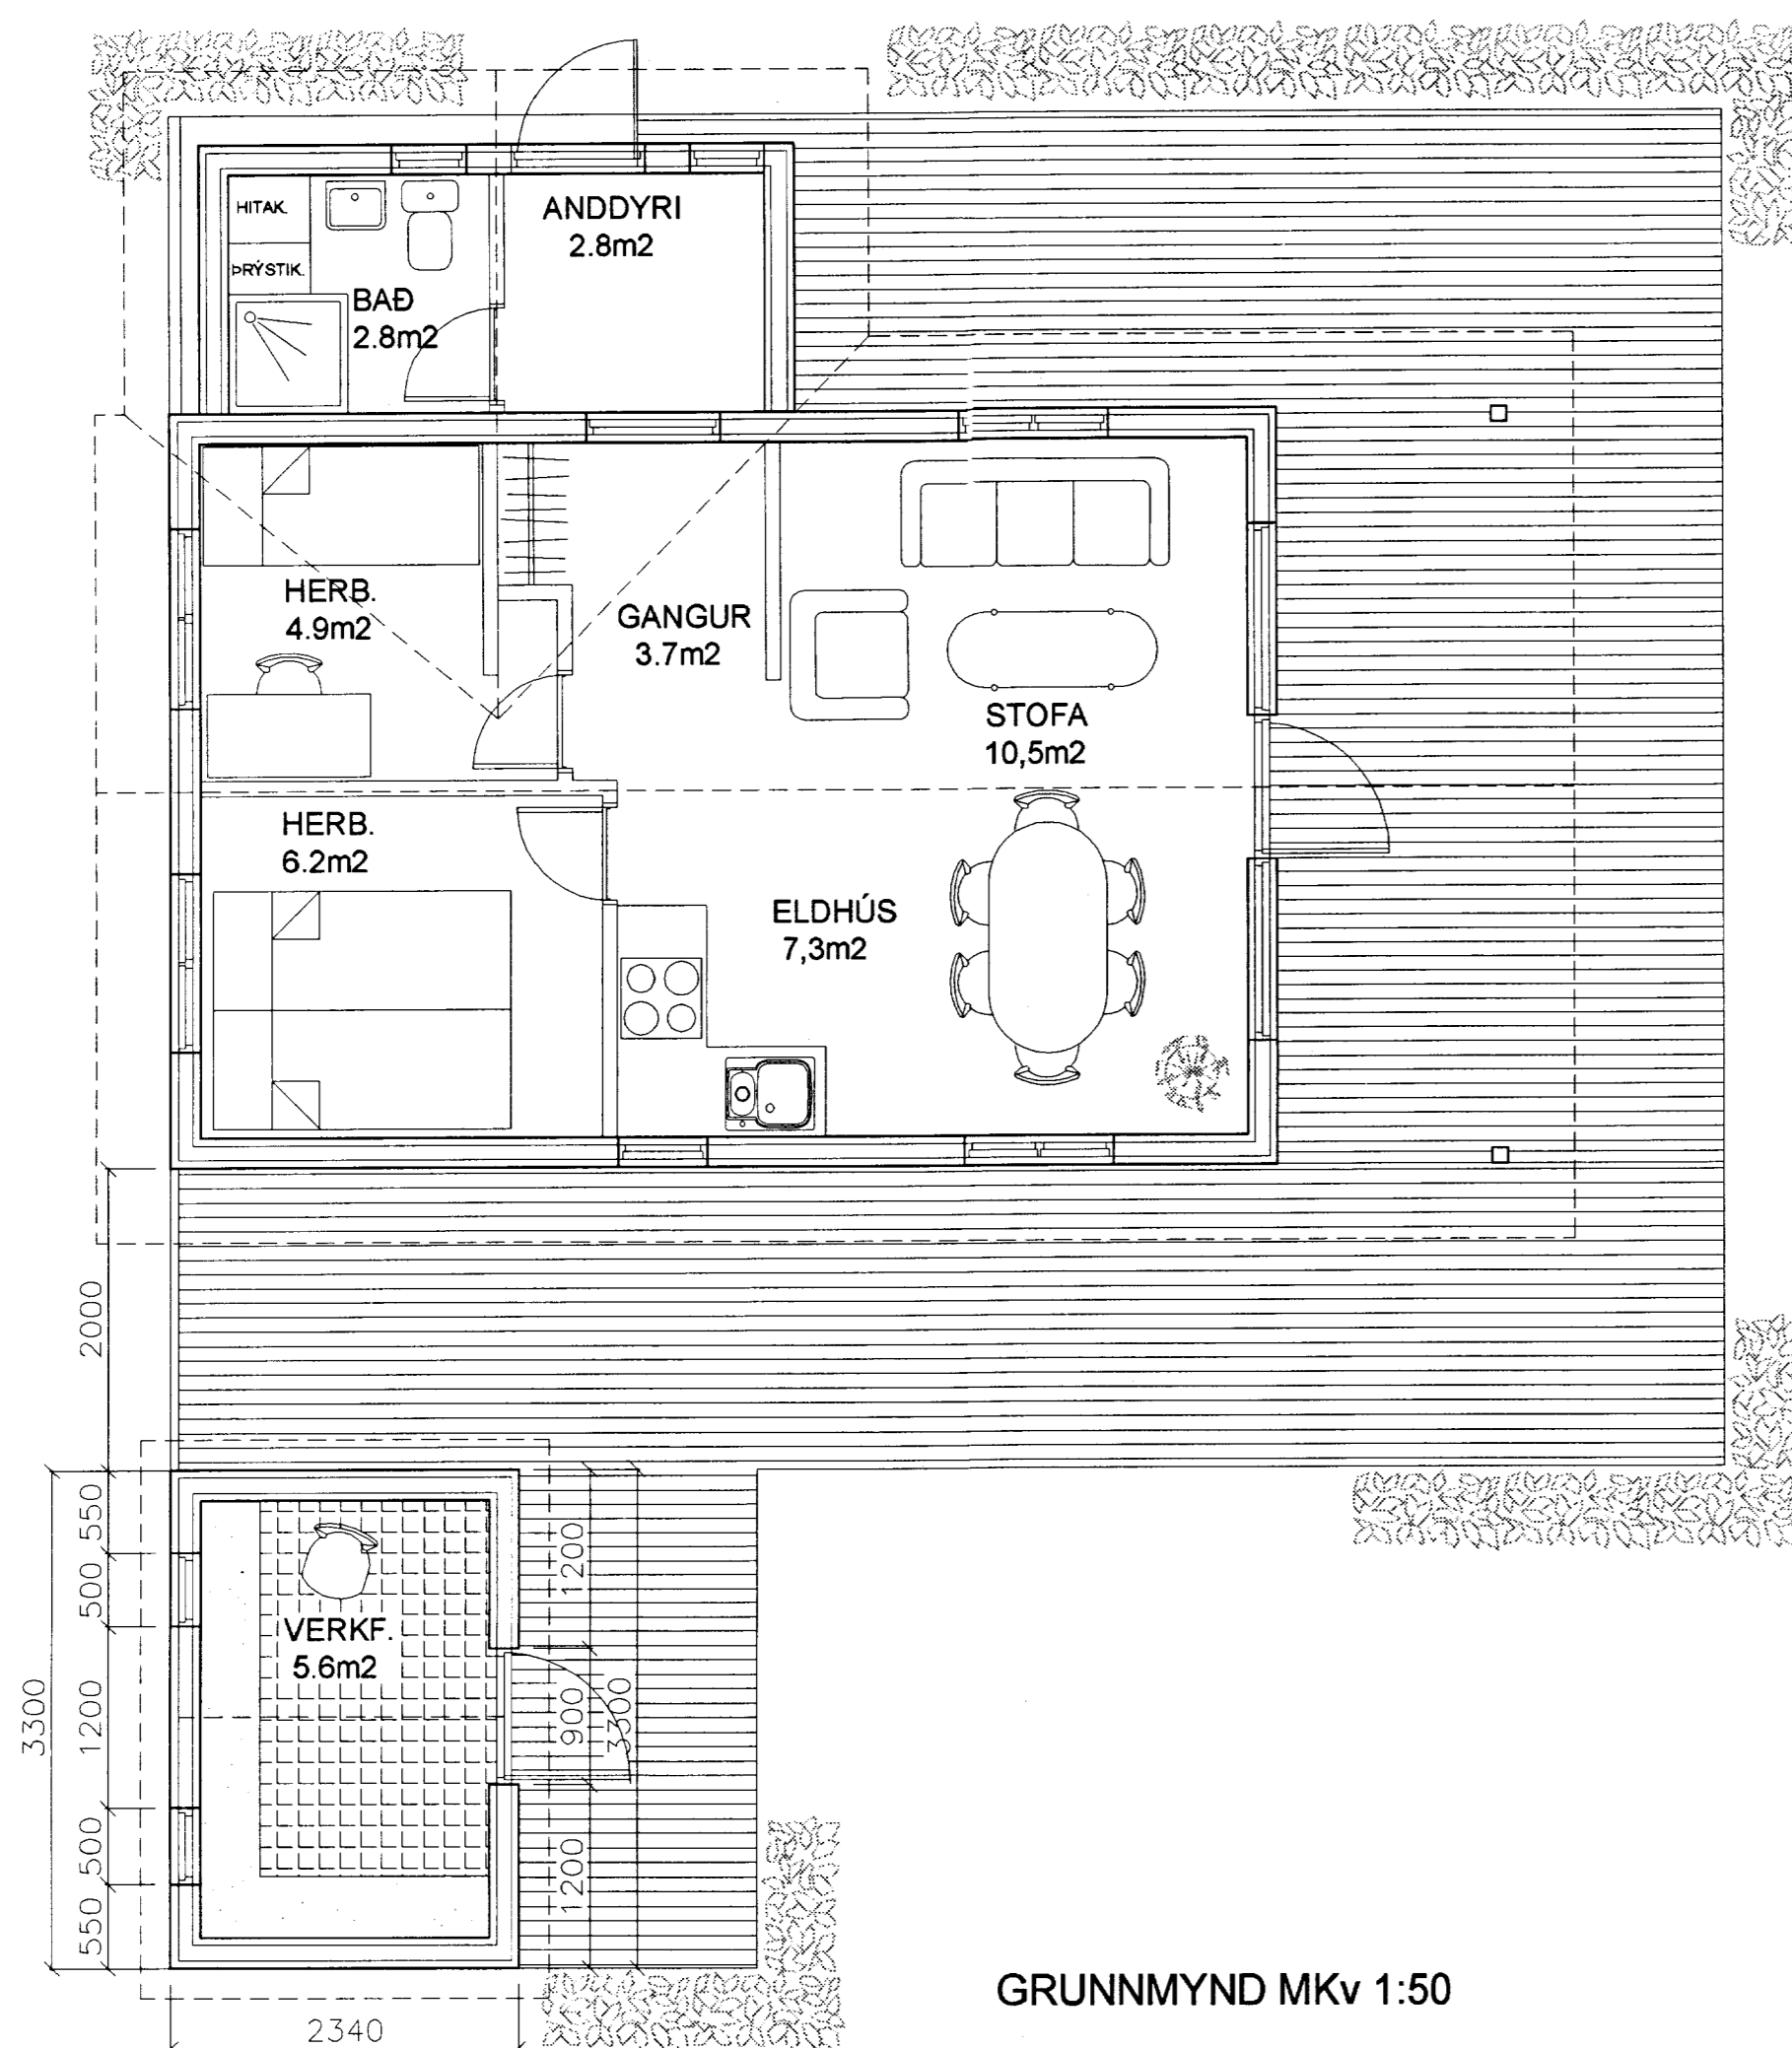 HITAK.
ÞRÝSTIK.
BAÐ
2.8m2
ANDDYRI
2.8m2
HERB.
4.9m2
GANGUR
3.7m2
STOFA
10,5m2
HERB.
6.2m2
ELDHÚS
7,3m2
2000
3300
550
500
1200
500
550
VERKF.
5.6m2
1200
900
3300
1200
2340
GRUNNMYND MKv 1:50